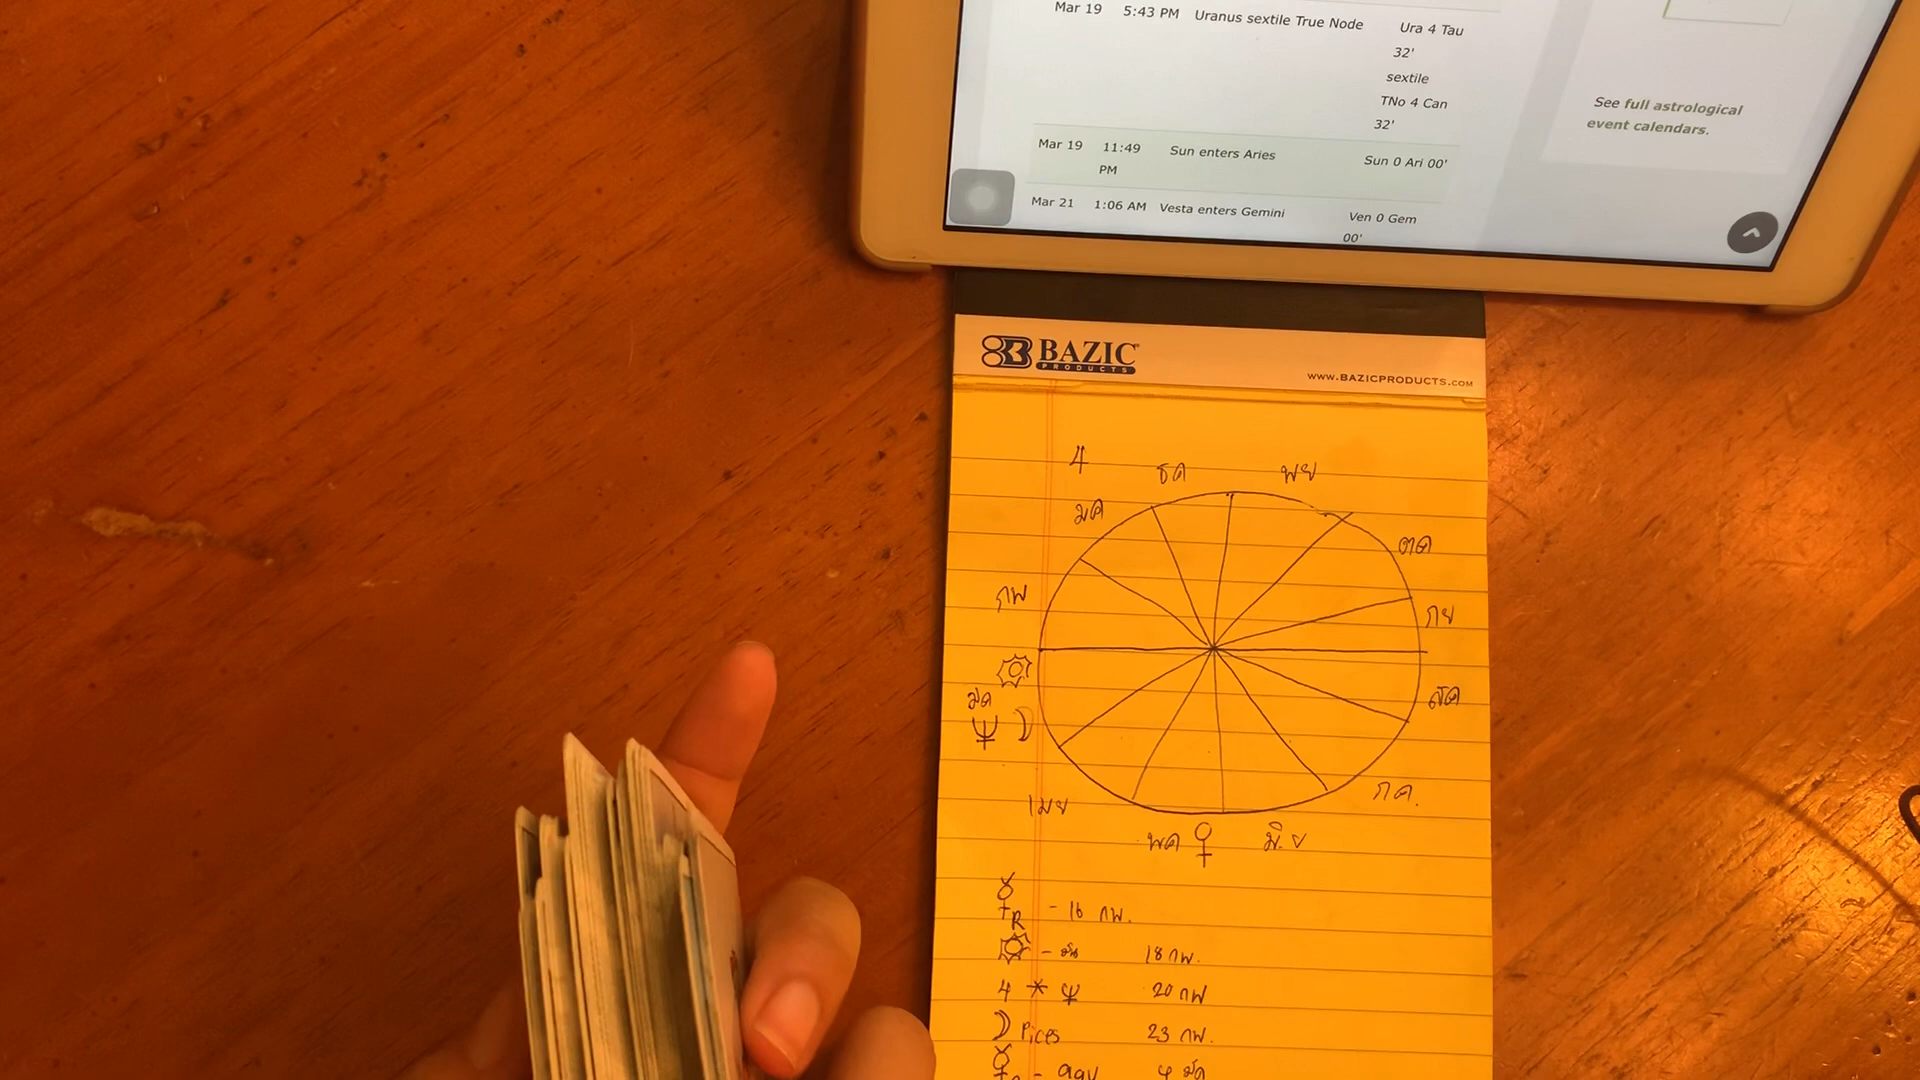 Mar 19 5:43 PM Uranus sextile True Node Ura 4 Tau
32'
sextile
TNo 4 Can
32'
Mar 19 11:49 PM Sun enters Aries Sun 0 Ari 00'
Mar 21 1:06 AM Vesta enters Gemini Ven 0 Gem
00'
See full astrological
event calendars.
BAZIC
PRODUCTS
WWW.BAZICPRODUCTS.COM
ธค พย
มค
ตค
กพ
กย
สค
มีค
เมย
กค.
พค ♀ มิ.ย
☿R - 16 กพ.
18 กพ.
♃ ⚹ ♆ 20 กพ
☽ Pices 23 กพ.